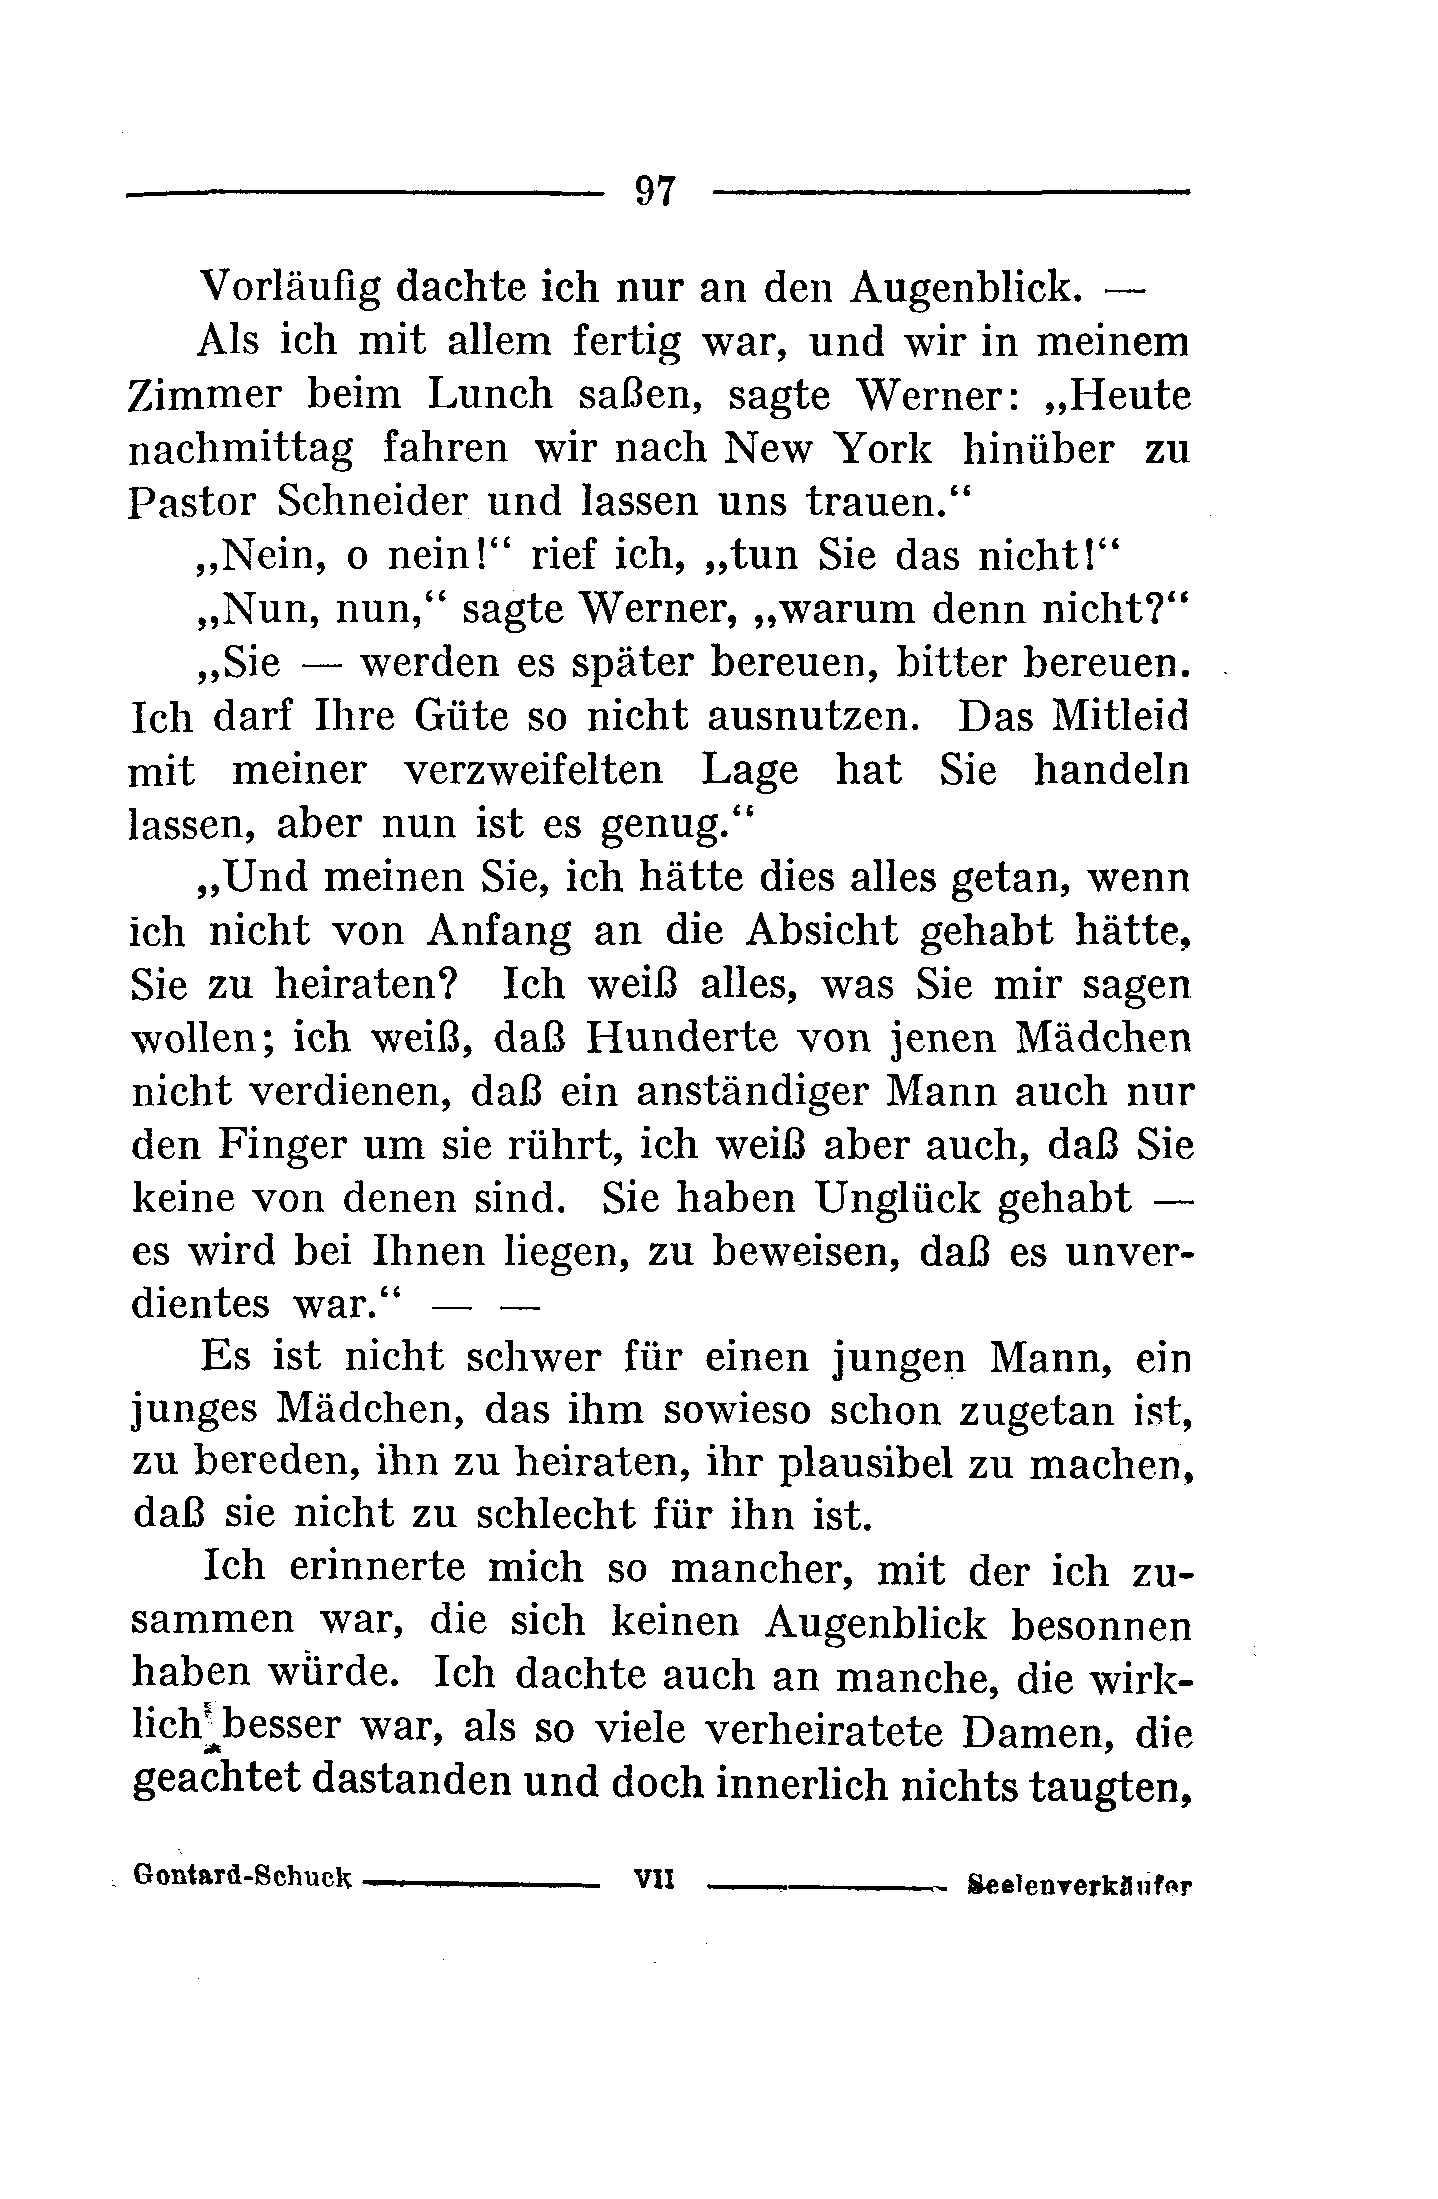 97
Vorläufig dachte ich nur an den Augenblick. —
Als ich mit allem fertig war, und wir in meinem
Zimmer beim Lunch saßen, sagte Werner: „Heute
nachmittag fahren wir nach New York hinüber zu
Pastor Schneider und lassen uns trauen.“
„Nein, o nein!“ rief ich, „tun Sie das nicht!“
„Nun, nun,“ sagte Werner, „warum denn nicht?“
„Sie — werden es später bereuen, bitter bereuen.
Ich darf Ihre Güte so nicht ausnutzen. Das Mitleid
mit meiner verzweifelten Lage hat Sie handeln
lassen, aber nun ist es genug.“
„Und meinen Sie, ich hätte dies alles getan, wenn
ich nicht von Anfang an die Absicht gehabt hätte,
Sie zu heiraten? Ich weiß alles, was Sie mir sagen
wollen; ich weiß, daß Hunderte von jenen Mädchen
nicht verdienen, daß ein anständiger Mann auch nur
den Finger um sie rührt, ich weiß aber auch, daß Sie
keine von denen sind. Sie haben Unglück gehabt —
es wird bei Ihnen liegen, zu beweisen, daß es unver-
dientes war.“ — —
Es ist nicht schwer für einen jungen Mann, ein
junges Mädchen, das ihm sowieso schon zugetan ist,
zu bereden, ihn zu heiraten, ihr plausibel zu machen,
daß sie nicht zu schlecht für ihn ist.
Ich erinnerte mich so mancher, mit der ich zu-
sammen war, die sich keinen Augenblick besonnen
haben würde. Ich dachte auch an manche, die wirk-
lich besser war, als so viele verheiratete Damen, die
geachtet dastanden und doch innerlich nichts taugten,
Gontard-Schuck VII Seelenverkäufer